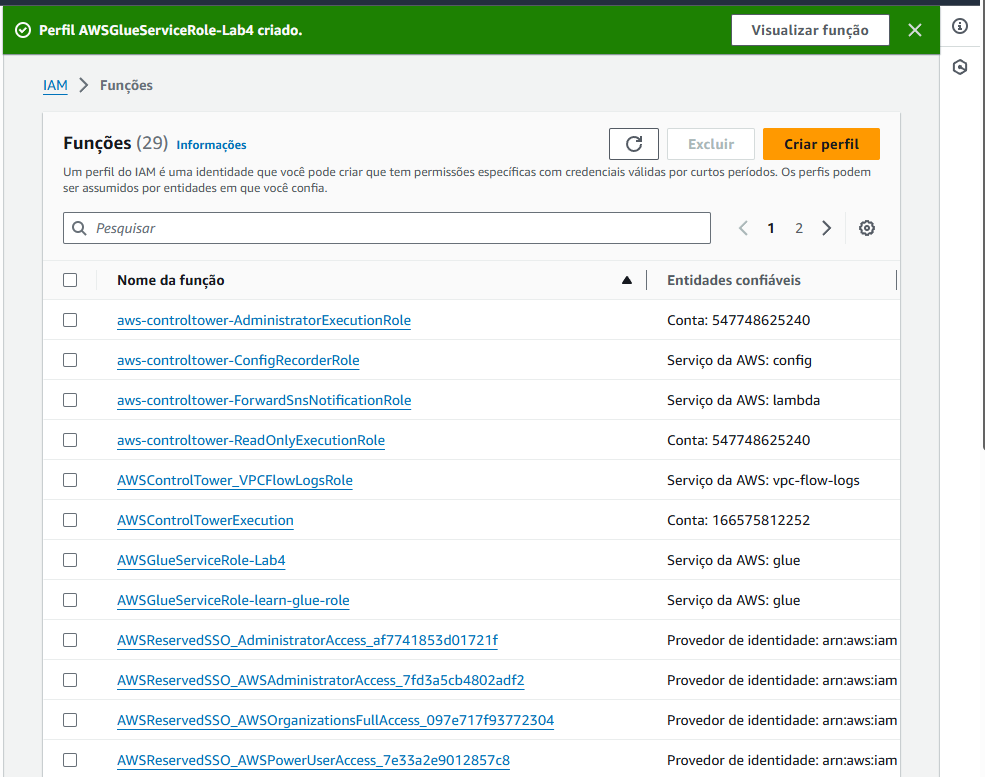 Perfil AWSGlueServiceRole-Lab4 criado.
Visualizar função
IAM > Funções
Funções (29) Informações
Excluir
Criar perfil
Um perfil do IAM é uma identidade que você pode criar que tem permissões específicas com credenciais válidas por curtos períodos. Os perfis podem
ser assumidos por entidades em que você confia.
Pesquisar
1 2
Nome da função Entidades confiáveis
aws-controltower-AdministratorExecutionRole Conta: 547748625240
aws-controltower-ConfigRecorderRole Serviço da AWS: config
aws-controltower-ForwardSnsNotificationRole Serviço da AWS: lambda
aws-controltower-ReadOnlyExecutionRole Conta: 547748625240
AWSControlTower_VPCFlowLogsRole Serviço da AWS: vpc-flow-logs
AWSControlTowerExecution Conta: 166575812252
AWSGlueServiceRole-Lab4 Serviço da AWS: glue
AWSGlueServiceRole-learn-glue-role Serviço da AWS: glue
AWSReservedSSO_AdministratorAccess_af7741853d01721f Provedor de identidade: arn:aws:iam
AWSReservedSSO_AWSAdministratorAccess_7fd3a5cb4802adf2 Provedor de identidade: arn:aws:iam
AWSReservedSSO_AWSOrganizationsFullAccess_097e717f93772304 Provedor de identidade: arn:aws:iam
AWSReservedSSO_AWSPowerUserAccess_7e33a2e9012857c8 Provedor de identidade: arn:aws:iam